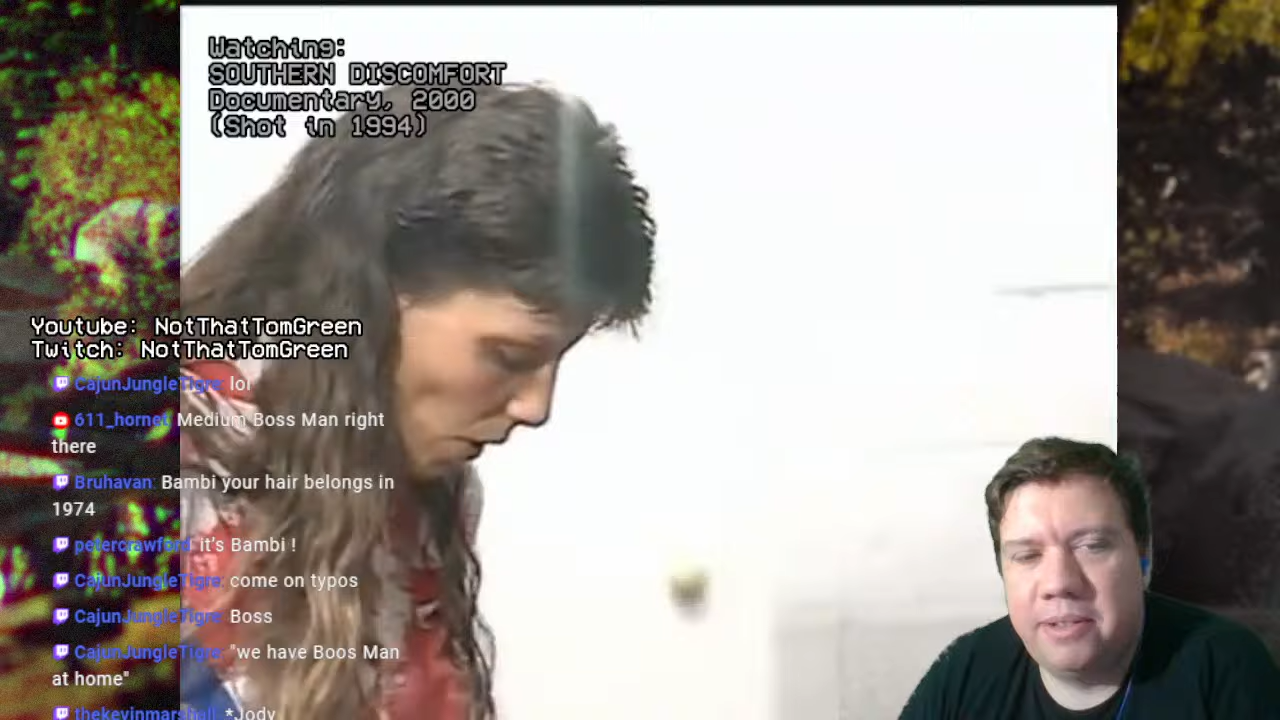 Watching:
SOUTHERN DISCOMFORT
Documentary, 2000
(Shot in 1994)
Youtube: NotThatTomGreen
Twitch: NotThatTomGreen
CajunJungleTigre: lol
611_hornet: Medium Boss Man right
there
Bruhavan: Bambi your hair belongs in
1974
petercrawford: it's Bambi !
CajunJungleTigre: come on typos
CajunJungleTigre: Boss
CajunJungleTigre: "we have Boos Man
at home"
thekevinmarshall: *Jody